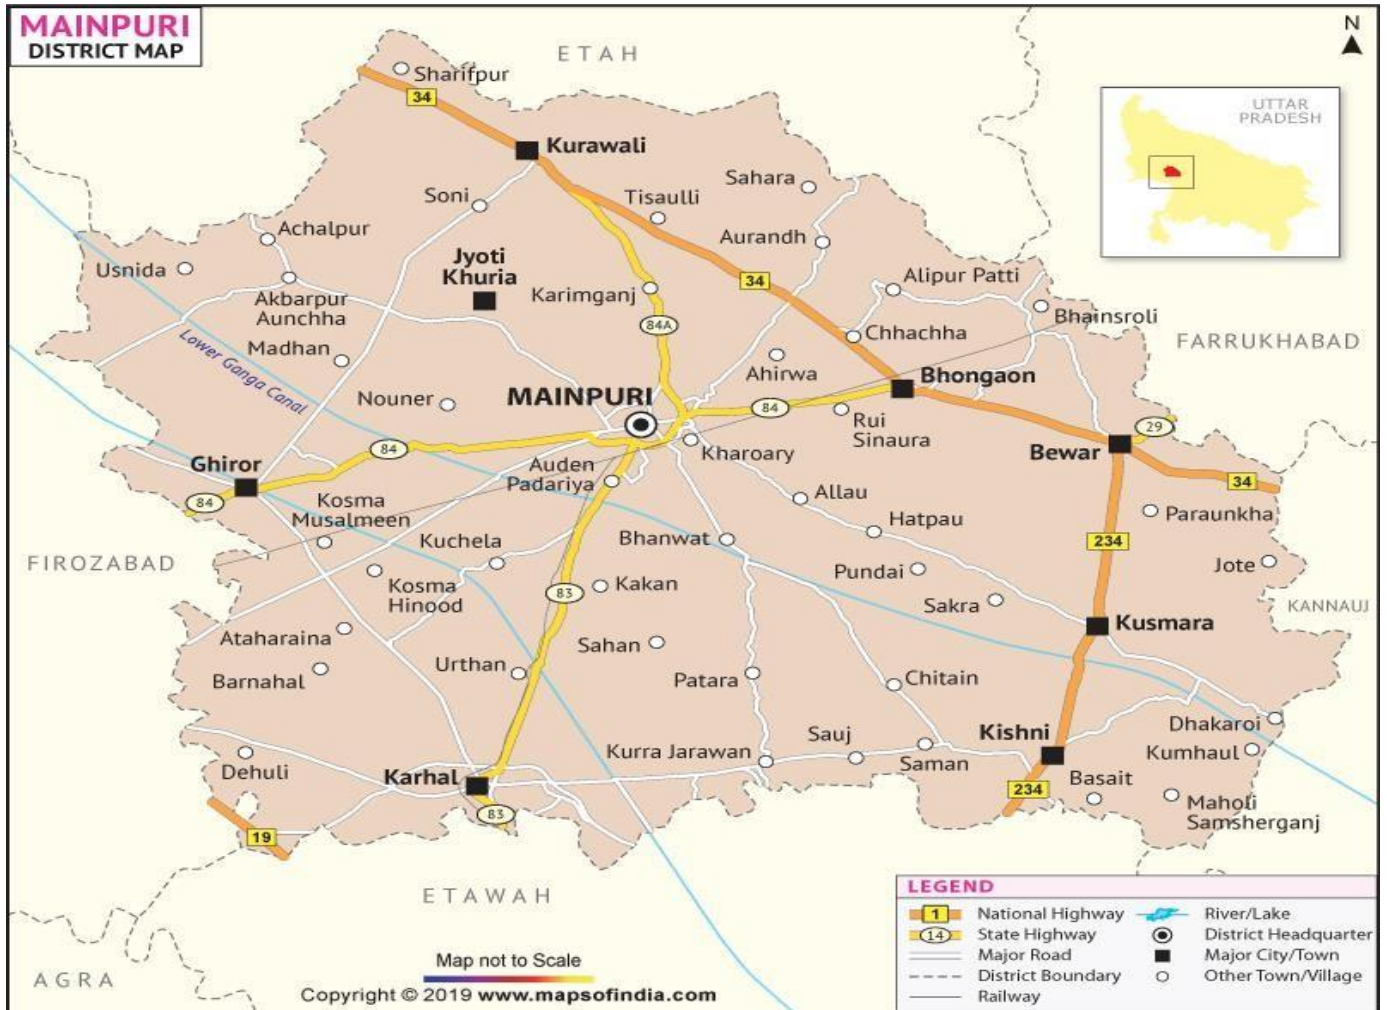 MAINPURI
DISTRICT MAP
N
ETAH
UTTAR
PRADESH
Sharifpur
34
Kurawali
Sahara
Soni
Tisaulli
Achalpur
Aurandh
Usnida
Jyoti
Khuria
34
Alipur Patti
Akbarpur
Aunchha
Karimganj
Bhainsroli
84A
Chhachha
FARRUKHABAD
Lower Ganga Canal
Madhan
Ahirwa
Bhongaon
MAINPURI
Nouner
84
Rui
Sinaura
29
84
Kharoary
Bewar
Ghiror
Auden
Padariya
34
84
Kosma
Musalmeen
Allau
Paraunkha
Hatpau
Kuchela
Bhanwat
234
FIROZABAD
Jote
Kosma
Hinood
Kakan
Pundai
83
Sakra
KANNAUJ
Ataharaina
Kusmara
Sahan
Urthan
Barnahal
Patara
Chitain
Dhakaroi
Kishni
Sauj
Kurra Jarawan
Kumhaul
Saman
Dehuli
Karhal
Basait
234
Maholi
Samsherganj
83
19
ETAWAH
AGRA
Map not to Scale
Copyright © 2019 www.mapsofindia.com
LEGEND
1 National Highway
River/Lake
14 State Highway
District Headquarter
Major Road
Major City/Town
District Boundary
Other Town/Village
Railway